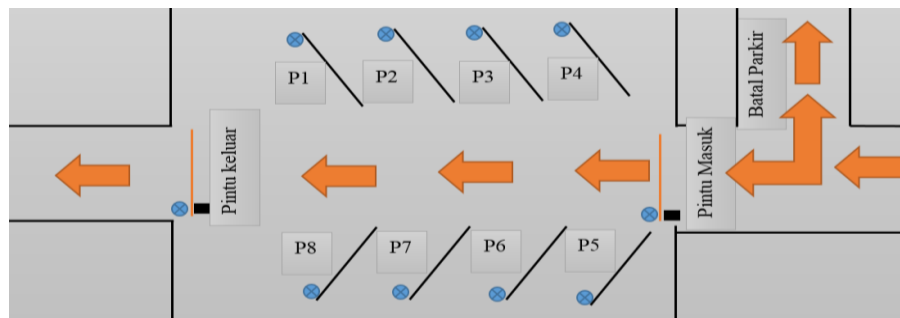 P1
P2
P3
P4
Batal Parkir
Pintu keluar
Pintu Masuk
P8
P7
P6
P5